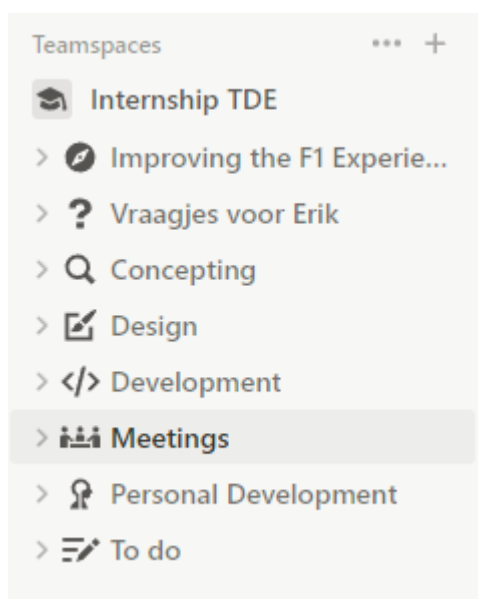 Teamspaces
Internship TDE
Improving the F1 Experie...
Vraagjes voor Erik
Concepting
Design
Development
Meetings
Personal Development
To do